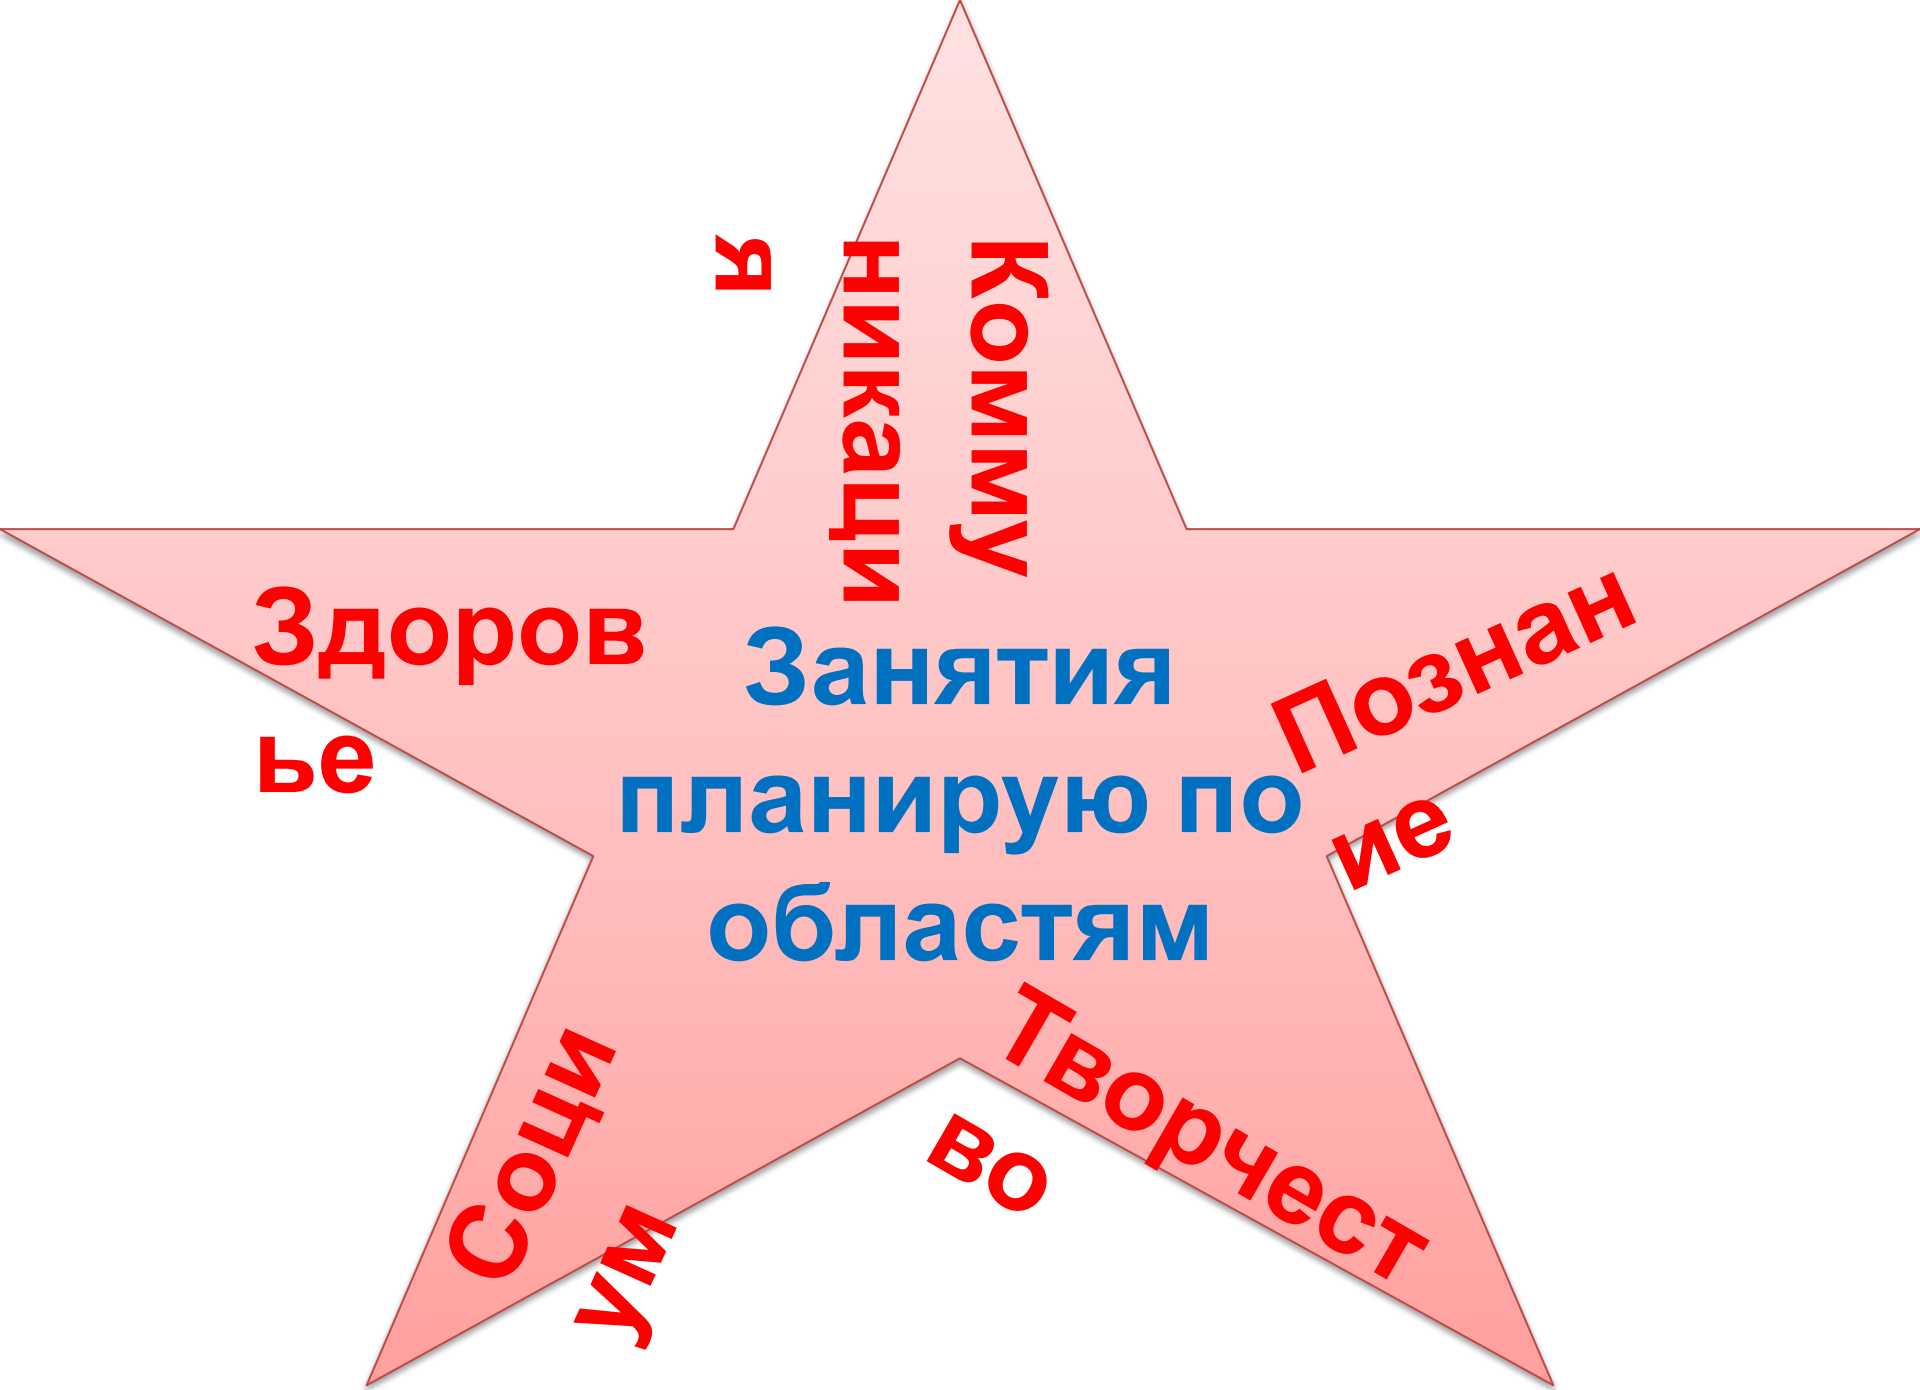 Комму
никаци
я
Здоров
ье
Занятия
планирую по
областям
Познан
ие
Творчест
во
Соци
ум